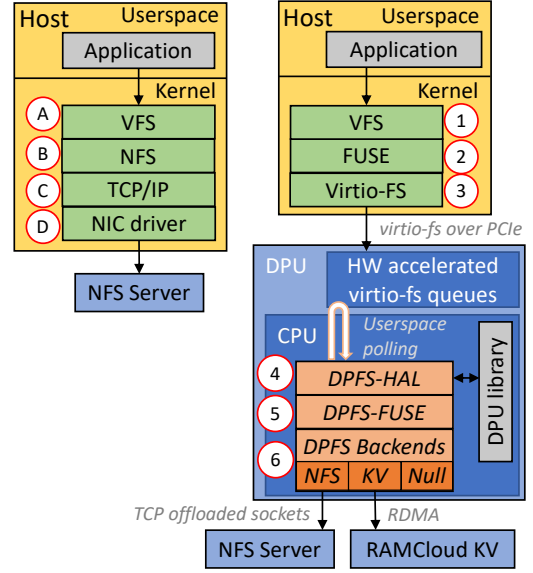 Host
Userspace
Application
Kernel
A
VFS
B
NFS
C
TCP/IP
D
NIC driver
NFS Server
Host
Userspace
Application
Kernel
VFS
1
FUSE
2
Virtio-FS
3
virtio-fs over PCIe
DPU
HW accelerated
virtio-fs queues
CPU
Userspace
polling
4
DPFS-HAL
5
DPFS-FUSE
6
DPFS Backends
NFS KV Null
DPU library
TCP offloaded sockets
RDMA
NFS Server
RAMCloud KV